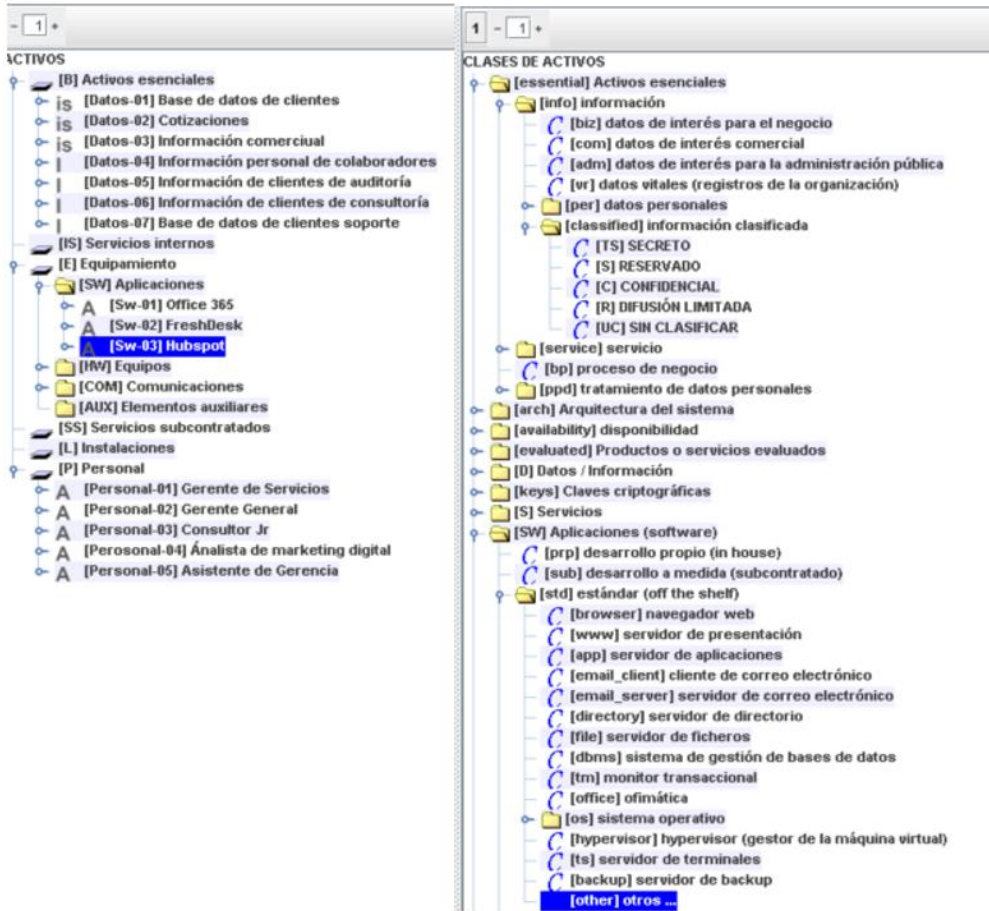 - 1 +
ACTIVOS
[B] Activos esenciales
is [Datos-01] Base de datos de clientes
is [Datos-02] Cotizaciones
is [Datos-03] Información comerciual
I [Datos-04] Información personal de colaboradores
I [Datos-05] Información de clientes de auditoría
I [Datos-06] Información de clientes de consultoría
I [Datos-07] Base de datos de clientes soporte
[IS] Servicios internos
[E] Equipamiento
[SW] Aplicaciones
A [Sw-01] Office 365
A [Sw-02] FreshDesk
A [Sw-03] Hubspot
[HW] Equipos
[COM] Comunicaciones
[AUX] Elementos auxiliares
[SS] Servicios subcontratados
[L] Instalaciones
[P] Personal
A [Personal-01] Gerente de Servicios
A [Personal-02] Gerente General
A [Personal-03] Consultor Jr
A [Perosonal-04] Ánalista de marketing digital
A [Personal-05] Asistente de Gerencia
1 - 1 +
CLASES DE ACTIVOS
[essential] Activos esenciales
[info] información
C [biz] datos de interés para el negocio
C [com] datos de interés comercial
C [adm] datos de interés para la administración pública
C [vr] datos vitales (registros de la organización)
[per] datos personales
[classified] información clasificada
C [TS] SECRETO
C [S] RESERVADO
C [C] CONFIDENCIAL
C [R] DIFUSIÓN LIMITADA
C [UC] SIN CLASIFICAR
[service] servicio
C [bp] proceso de negocio
[ppd] tratamiento de datos personales
[arch] Arquitectura del sistema
[availability] disponibilidad
[evaluated] Productos o servicios evaluados
[D] Datos / Información
[keys] Claves criptográficas
[S] Servicios
[SW] Aplicaciones (software)
C [prp] desarrollo propio (in house)
C [sub] desarrollo a medida (subcontratado)
[std] estándar (off the shelf)
C [browser] navegador web
C [www] servidor de presentación
C [app] servidor de aplicaciones
C [email_client] cliente de correo electrónico
C [email_server] servidor de correo electrónico
C [directory] servidor de directorio
C [file] servidor de ficheros
C [dbms] sistema de gestión de bases de datos
C [tm] monitor transaccional
C [office] ofimática
[os] sistema operativo
C [hypervisor] hypervisor (gestor de la máquina virtual)
C [ts] servidor de terminales
C [backup] servidor de backup
[other] otros ...